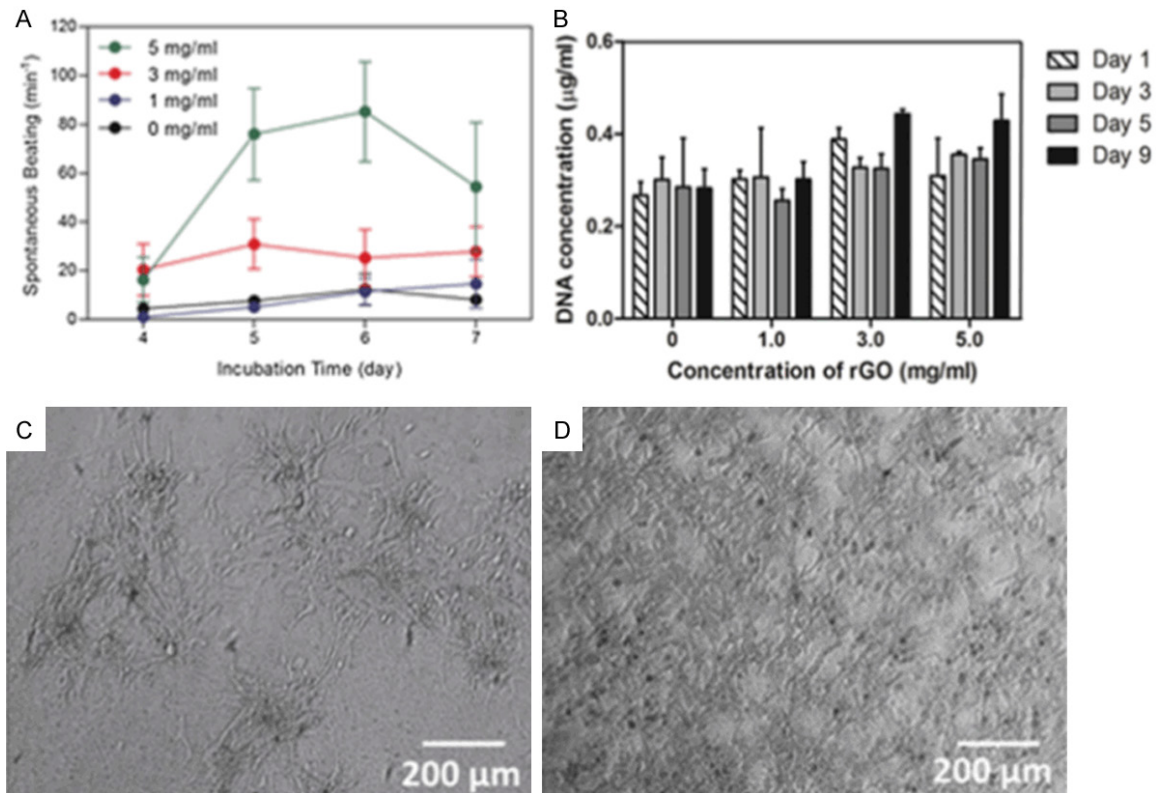 A
120
100
80
60
40
20
0
Spontaneous Beating (min⁻¹)
5 mg/ml
3 mg/ml
1 mg/ml
0 mg/ml
4 5 6 7
Incubation Time (day)
B
0.6
0.4
0.2
0.0
DNA concentration (µg/ml)
Day 1
Day 3
Day 5
Day 9
0 1.0 3.0 5.0
Concentration of rGO (mg/ml)
C
200 µm
D
200 µm